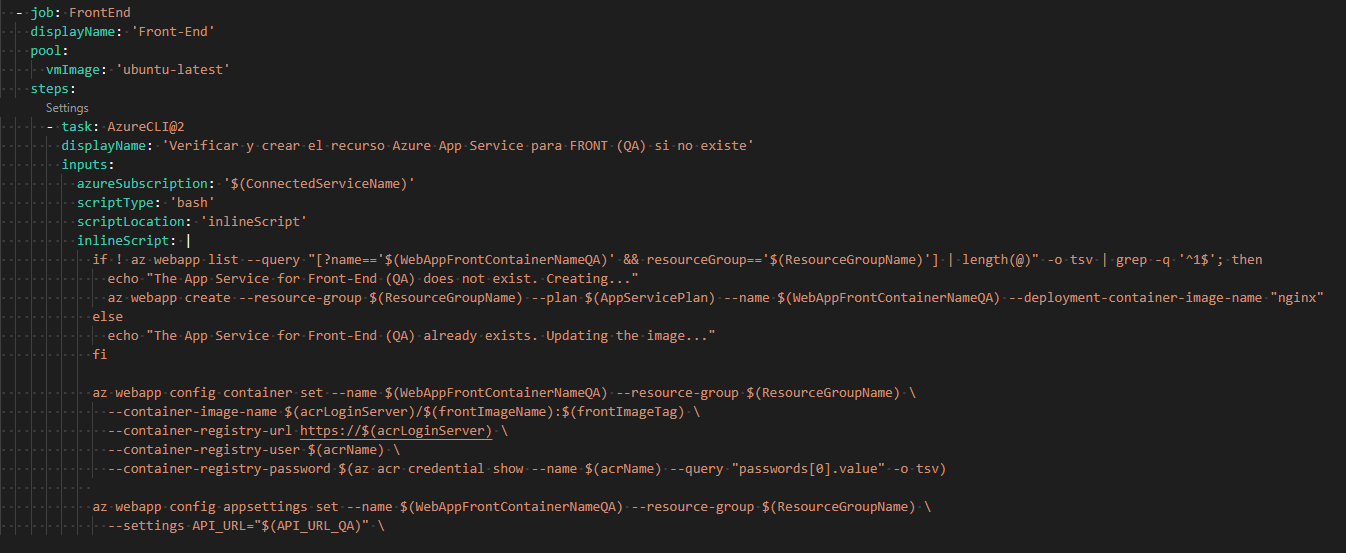 - job: FrontEnd
displayName: 'Front-End'
pool:
vmImage: 'ubuntu-latest'
steps:
Settings
- task: AzureCLI@2
displayName: 'Verificar y crear el recurso Azure App Service para FRONT (QA) si no existe'
inputs:
azureSubscription: '$(ConnectedServiceName)'
scriptType: 'bash'
scriptLocation: 'inlineScript'
inlineScript: |
if ! az webapp list --query "[?name=='$(WebAppFrontContainerNameQA)' && resourceGroup=='$(ResourceGroupName)'] | length(@)" -o tsv | grep -q '^1$'; then
echo "The App Service for Front-End (QA) does not exist. Creating..."
az webapp create --resource-group $(ResourceGroupName) --plan $(AppServicePlan) --name $(WebAppFrontContainerNameQA) --deployment-container-image-name "nginx"
else
echo "The App Service for Front-End (QA) already exists. Updating the image..."
fi
az webapp config container set --name $(WebAppFrontContainerNameQA) --resource-group $(ResourceGroupName) \
--container-image-name $(acrLoginServer)/$(frontImageName):$(frontImageTag) \
--container-registry-url https://$(acrLoginServer) \
--container-registry-user $(acrName) \
--container-registry-password $(az acr credential show --name $(acrName) --query "passwords[0].value" -o tsv)
az webapp config appsettings set --name $(WebAppFrontContainerNameQA) --resource-group $(ResourceGroupName) \
--settings API_URL="$(API_URL_QA)" \